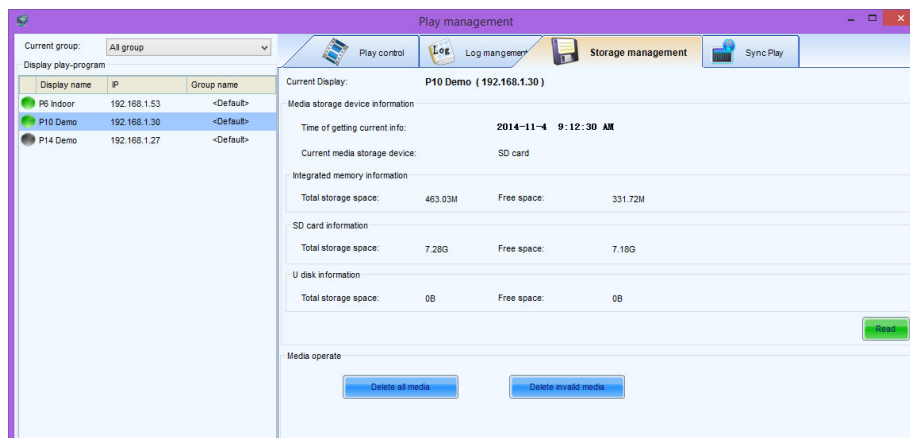 Play management
Current group: All group
Display play-program
Display name IP Group name
P6 Indoor 192.168.1.53 <Default>
P10 Demo 192.168.1.30 <Default>
P14 Demo 192.168.1.27 <Default>
Play control Log Log mangement Storage management Sync Play
Current Display: P10 Demo ( 192.168.1.30 )
Media storage device information
Time of getting current info: 2014-11-4 9:12:30 AM
Current media storage device: SD card
Integrated memory information
Total storage space: 463.03M Free space: 331.72M
SD card information
Total storage space: 7.28G Free space: 7.18G
U disk information
Total storage space: 0B Free space: 0B
Read
Media operate
Delete all media Delete invalid media